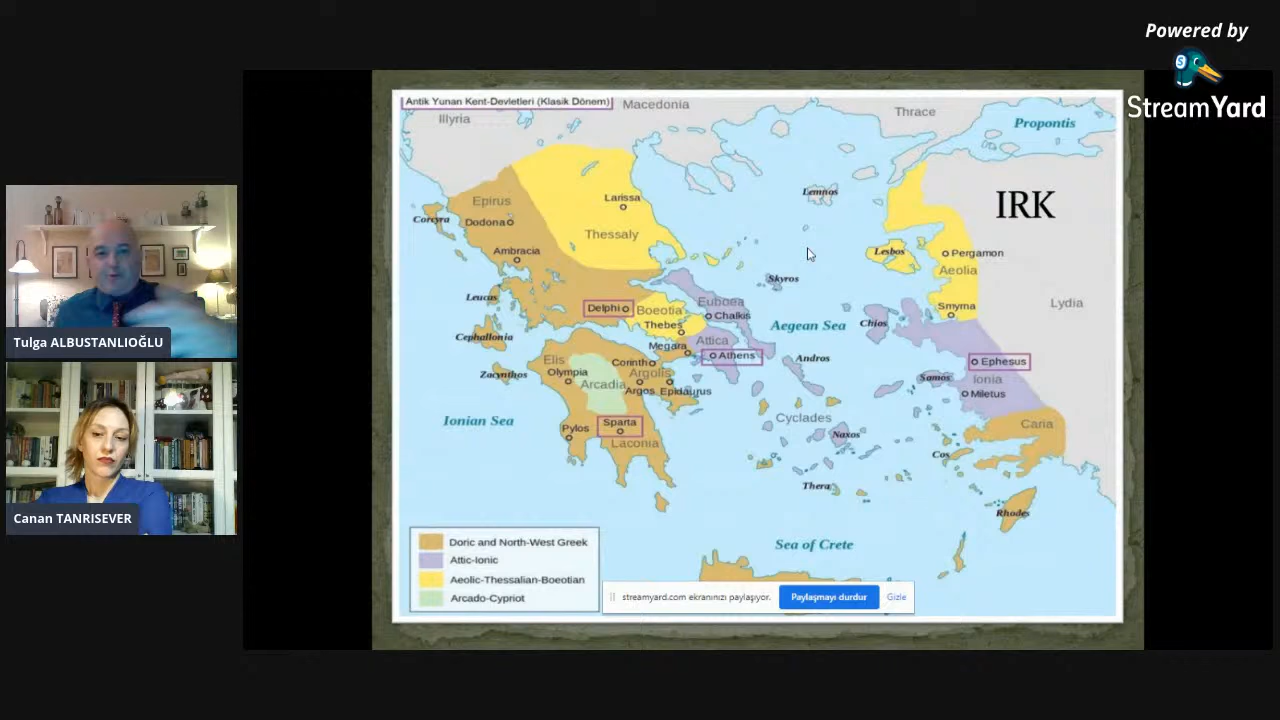 Powered by
StreamYard
Antik Yunan Kent-Devletleri (Klasik Dönem)
Macedonia
Illyria
Thrace
Propontis
IRK
Epirus
Larissa
Lemnos
Corcyra
Dodona
Thessaly
Ambracia
Lesbos
Pergamon
Aeolia
Skyros
Leucas
Delphi
Boeotia
Euboea
Chalkis
Smyrna
Lydia
Thebes
Aegean Sea
Chios
Cephallonia
Megara
Attica
Athens
Andros
Ephesus
Elis
Corinth
Olympia
Argolis
Zacynthos
Arcadia
Argos
Epidaurus
Samos
Ionia
Miletus
Ionian Sea
Pylos
Sparta
Laconia
Cyclades
Naxos
Caria
Cos
Thera
Rhodes
Sea of Crete
Doric and North-West Greek
Attic-Ionic
Aeolic-Thessalian-Boeotian
Arcado-Cypriot
streamyard.com ekranınızı paylaşıyor.
Paylaşmayı durdur
Gizle
Tulga ALBUSTANLIOĞLU
Canan TANRISEVER